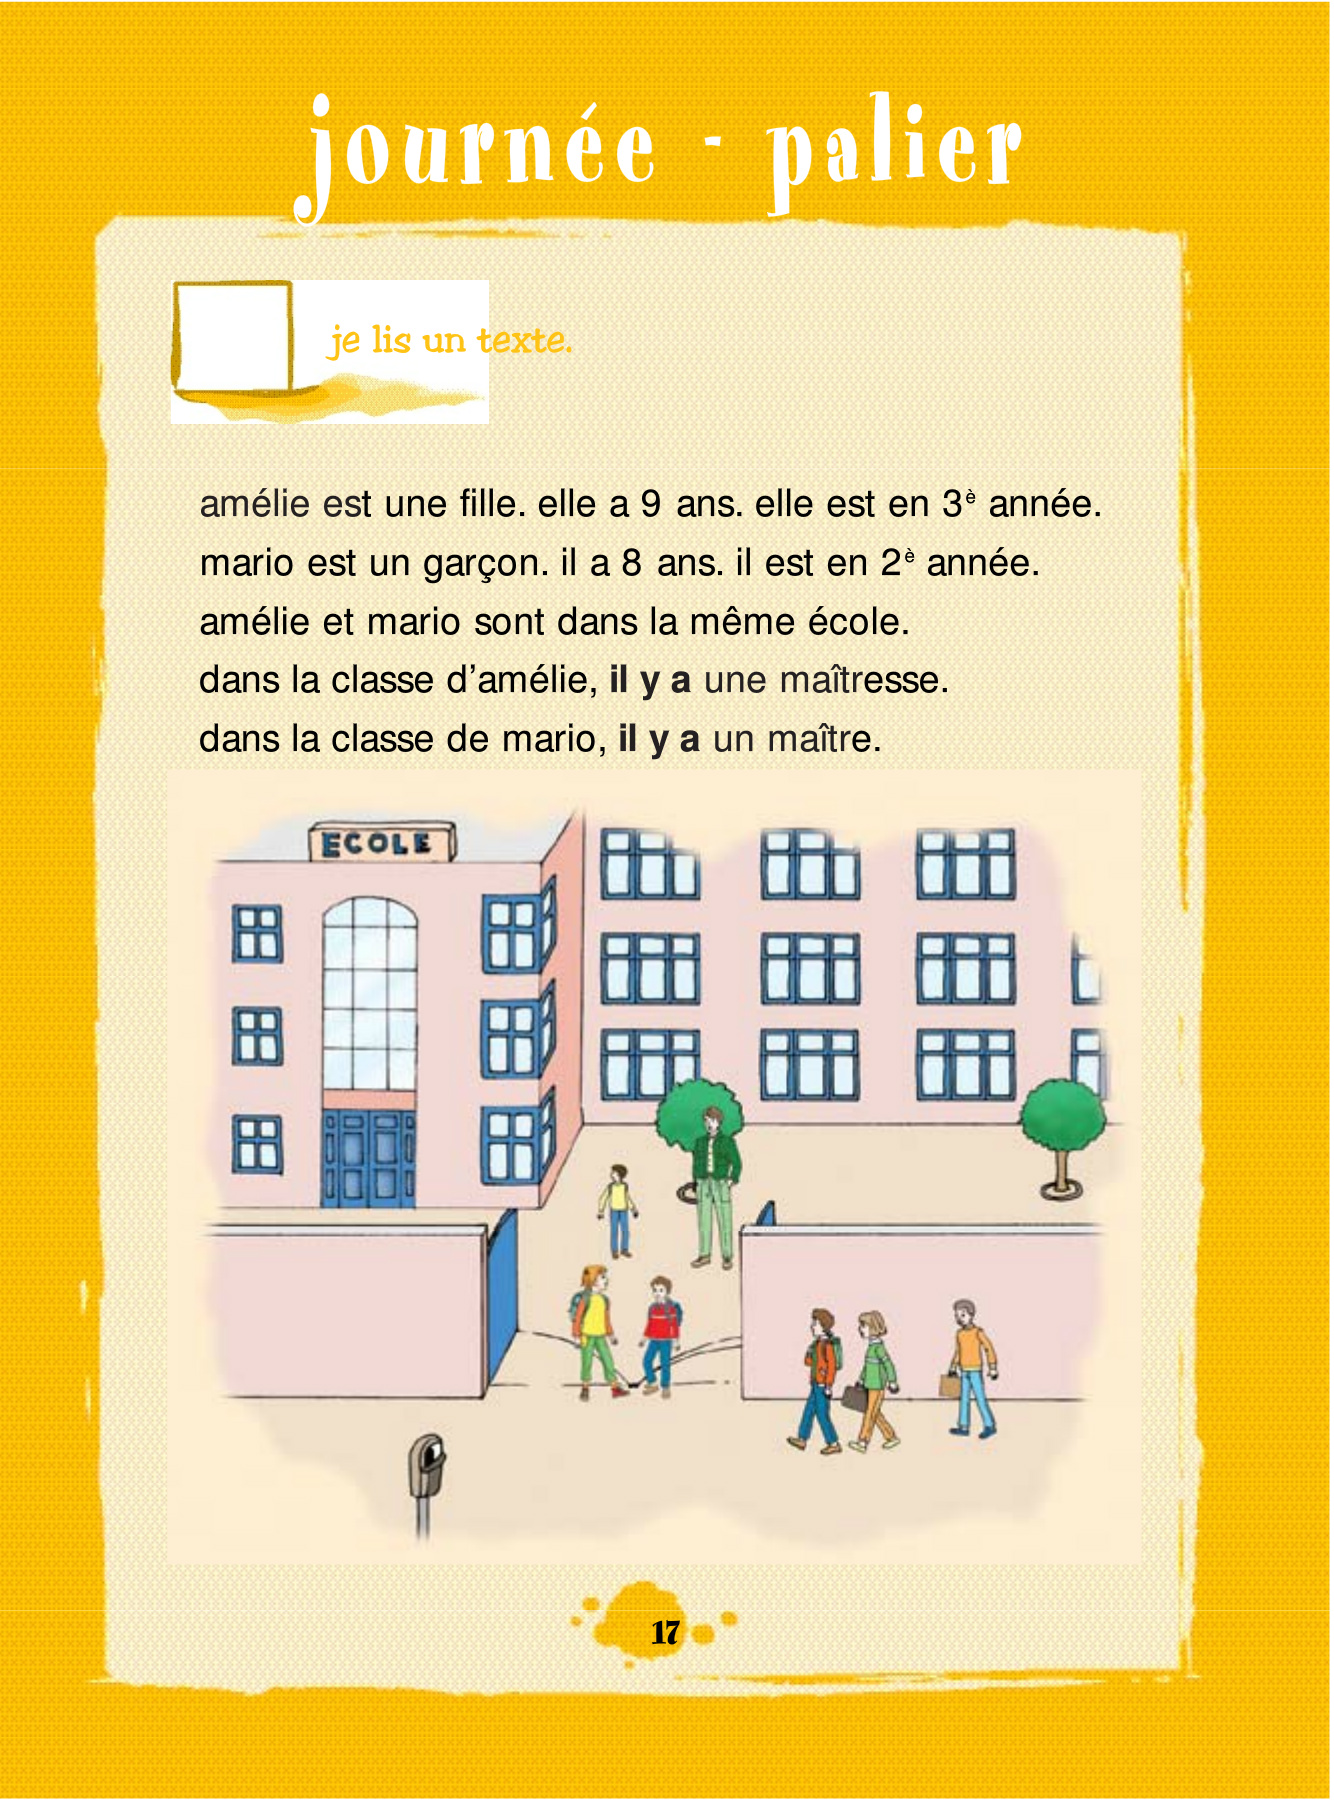 journée - palier
je lis un texte.
amélie est une fille. elle a 9 ans. elle est en 3è année.
mario est un garçon. il a 8 ans. il est en 2è année.
amélie et mario sont dans la même école.
dans la classe d’amélie, il y a une maîtresse.
dans la classe de mario, il y a un maître.
ECOLE
17